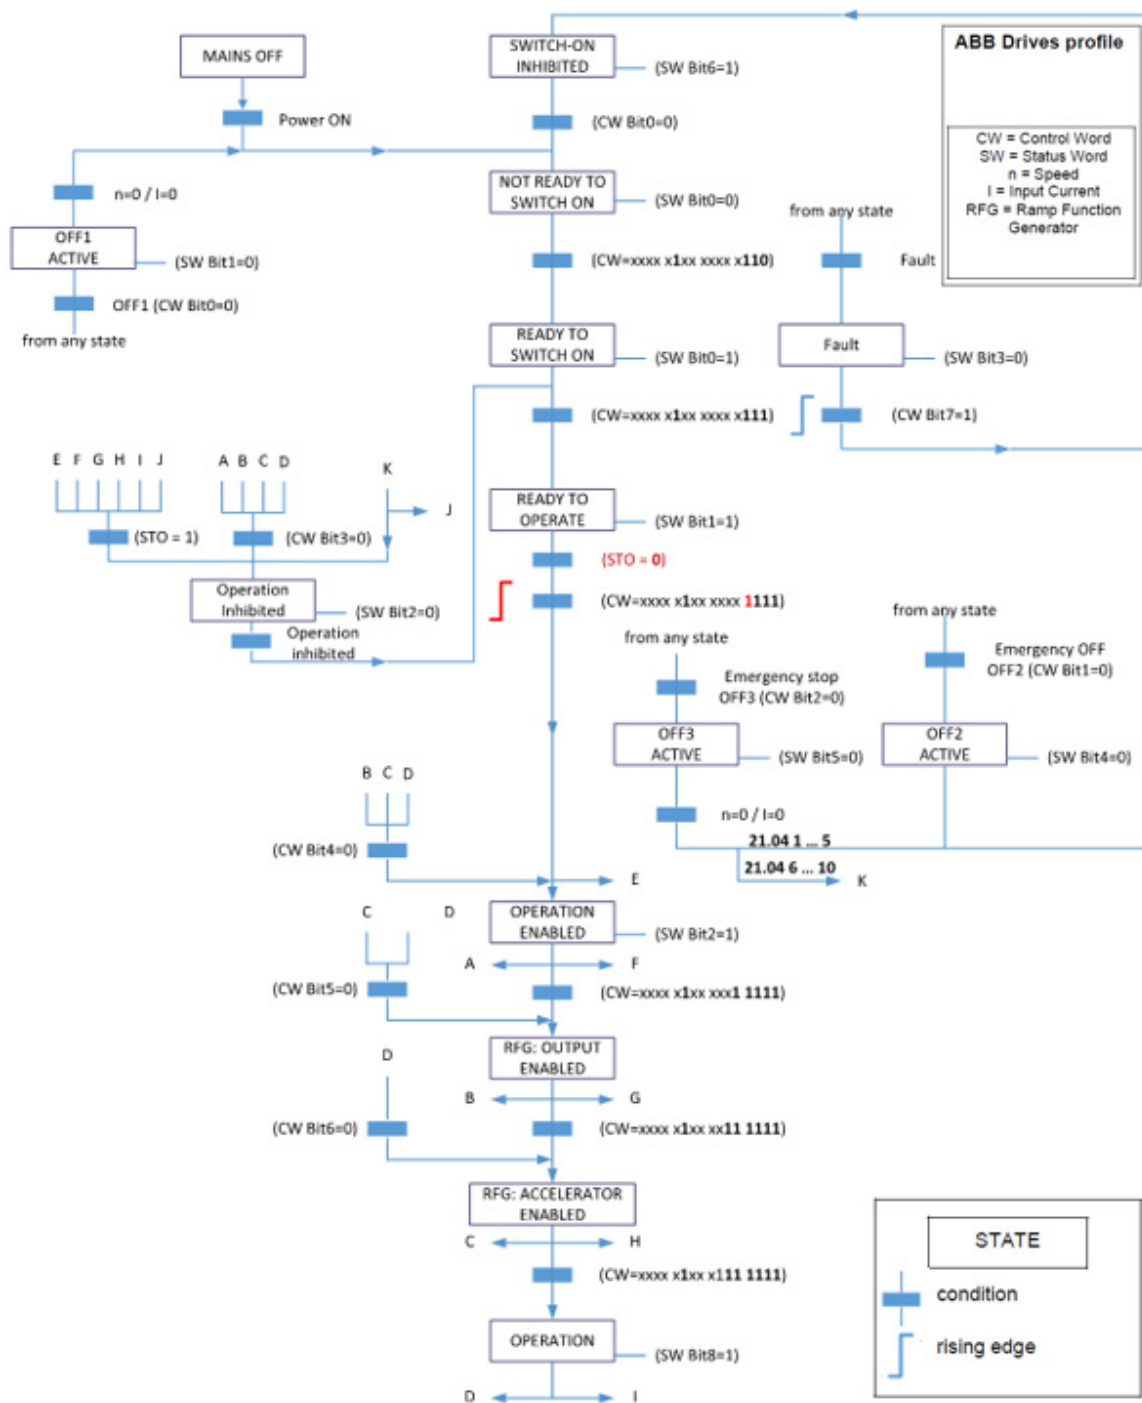 MAINS OFF
Power ON
n=0 / I=0
OFF1
ACTIVE
(SW Bit1=0)
OFF1 (CW Bit0=0)
from any state
SWITCH-ON
INHIBITED
(SW Bit6=1)
(CW Bit0=0)
NOT READY TO
SWITCH ON
(SW Bit0=0)
(CW=xxxx x1xx xxxx x110)
READY TO
SWITCH ON
(SW Bit0=1)
(CW=xxxx x1xx xxxx x111)
READY TO
OPERATE
(SW Bit1=1)
(STO = 0)
(CW=xxxx x1xx xxxx 1111)
ABB Drives profile
CW = Control Word
SW = Status Word
n = Speed
I = Input Current
RFG = Ramp Function
Generator
from any state
Fault
Fault
(SW Bit3=0)
(CW Bit7=1)
E F G H I J
A B C D
K
J
(STO = 1)
(CW Bit3=0)
Operation
Inhibited
(SW Bit2=0)
Operation
inhibited
from any state
Emergency stop
OFF3 (CW Bit2=0)
OFF3
ACTIVE
(SW Bit5=0)
n=0 / I=0
from any state
Emergency OFF
OFF2 (CW Bit1=0)
OFF2
ACTIVE
(SW Bit4=0)
21.04 1 ... 5
21.04 6 ... 10
K
B C D
(CW Bit4=0)
E
OPERATION
ENABLED
(SW Bit2=1)
C D
A F
(CW Bit5=0)
(CW=xxxx x1xx xxx1 1111)
RFG: OUTPUT
ENABLED
D
B G
(CW Bit6=0)
(CW=xxxx x1xx xx11 1111)
RFG: ACCELERATOR
ENABLED
C H
(CW=xxxx x1xx x111 1111)
OPERATION
(SW Bit8=1)
D I
STATE
condition
rising edge